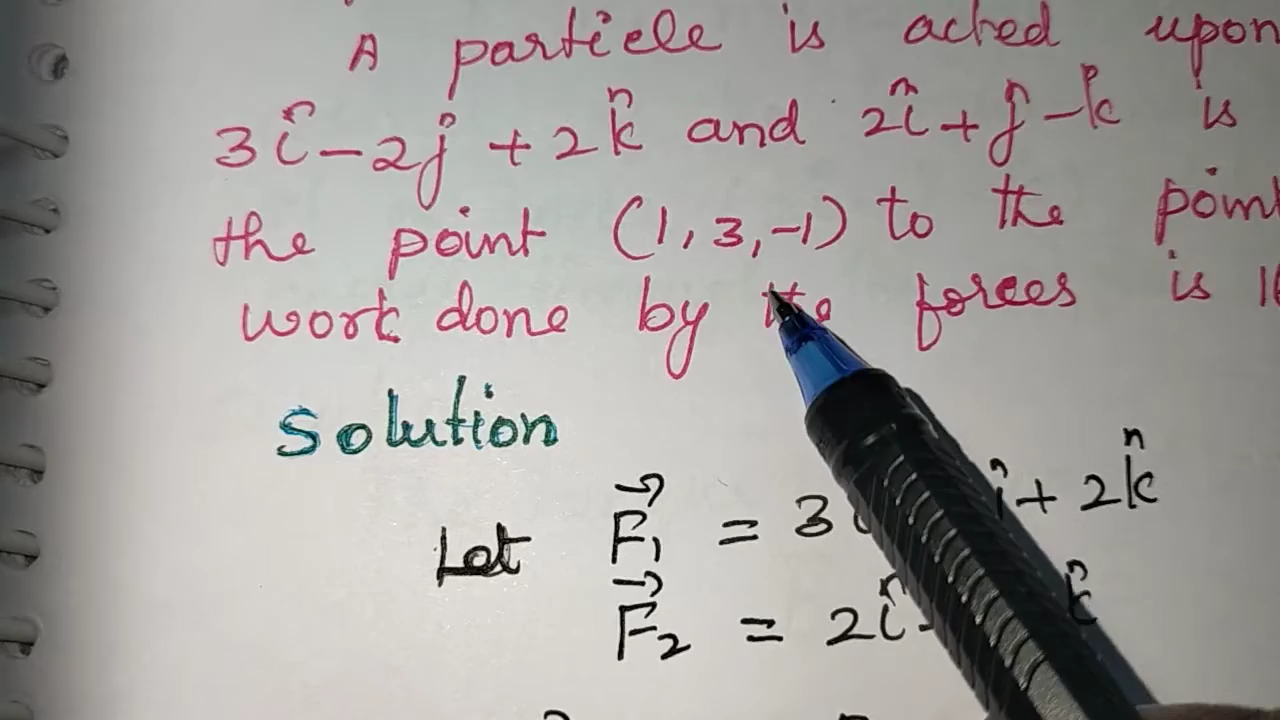 A particle is acted upon
3î - 2ĵ + 2k̂ and 2î + ĵ - k̂ is
the point (1, 3, -1) to the point
work done by the forces is
Solution
Let F⃗₁ = 3 + 2k̂
F⃗₂ = 2î k̂